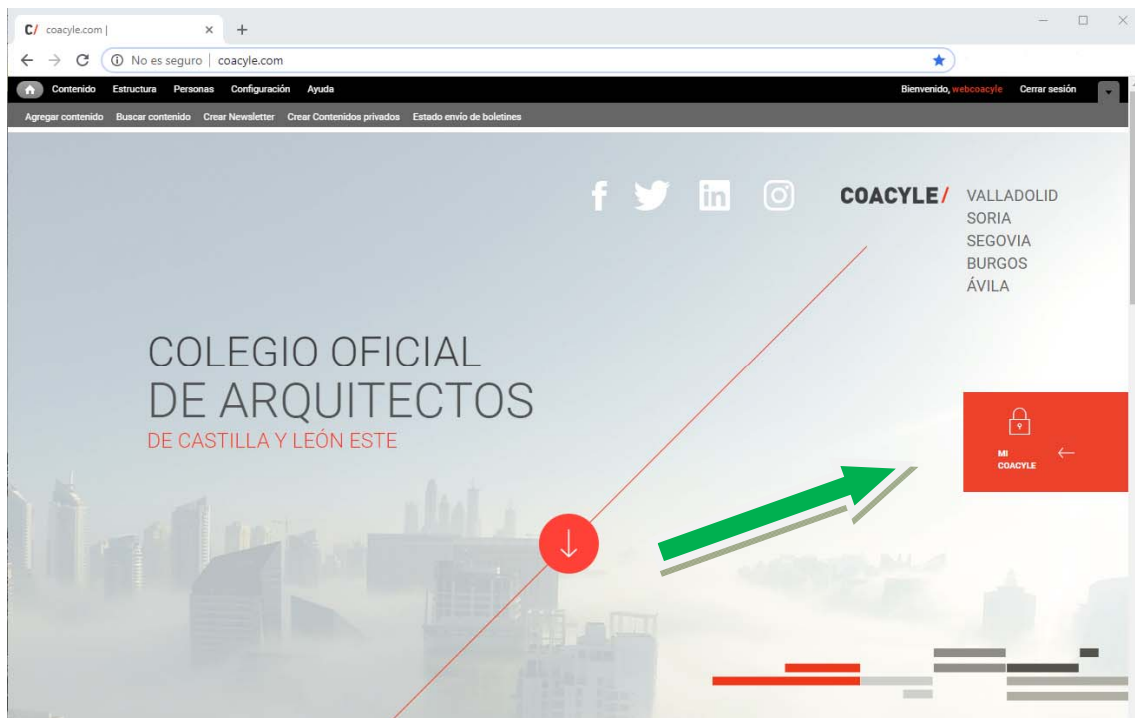 C/ coacyle.com |
No es seguro | coacyle.com
Contenido Estructura Personas Configuración Ayuda Bienvenido, webcoacyle Cerrar sesión
Agregar contenido Buscar contenido Crear Newsletter Crear Contenidos privados Estado envío de boletines
f in COACYLE/ VALLADOLID
SORIA
SEGOVIA
BURGOS
ÁVILA
COLEGIO OFICIAL
DE ARQUITECTOS
DE CASTILLA Y LEÓN ESTE
MI
COACYLE